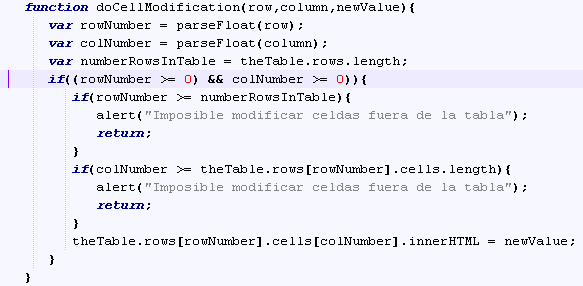 function doCellModification(row,column,newValue){
var rowNumber = parseFloat(row);
var colNumber = parseFloat(column);
var numberRowsInTable = theTable.rows.length;
if((rowNumber >= 0) && colNumber >= 0)){
if(rowNumber >= numberRowsInTable){
alert("Imposible modificar celdas fuera de la tabla");
return;
}
if(colNumber >= theTable.rows[rowNumber].cells.length){
alert("Imposible modificar celdas fuera de la tabla");
return;
}
theTable.rows[rowNumber].cells[colNumber].innerHTML = newValue;
}
}